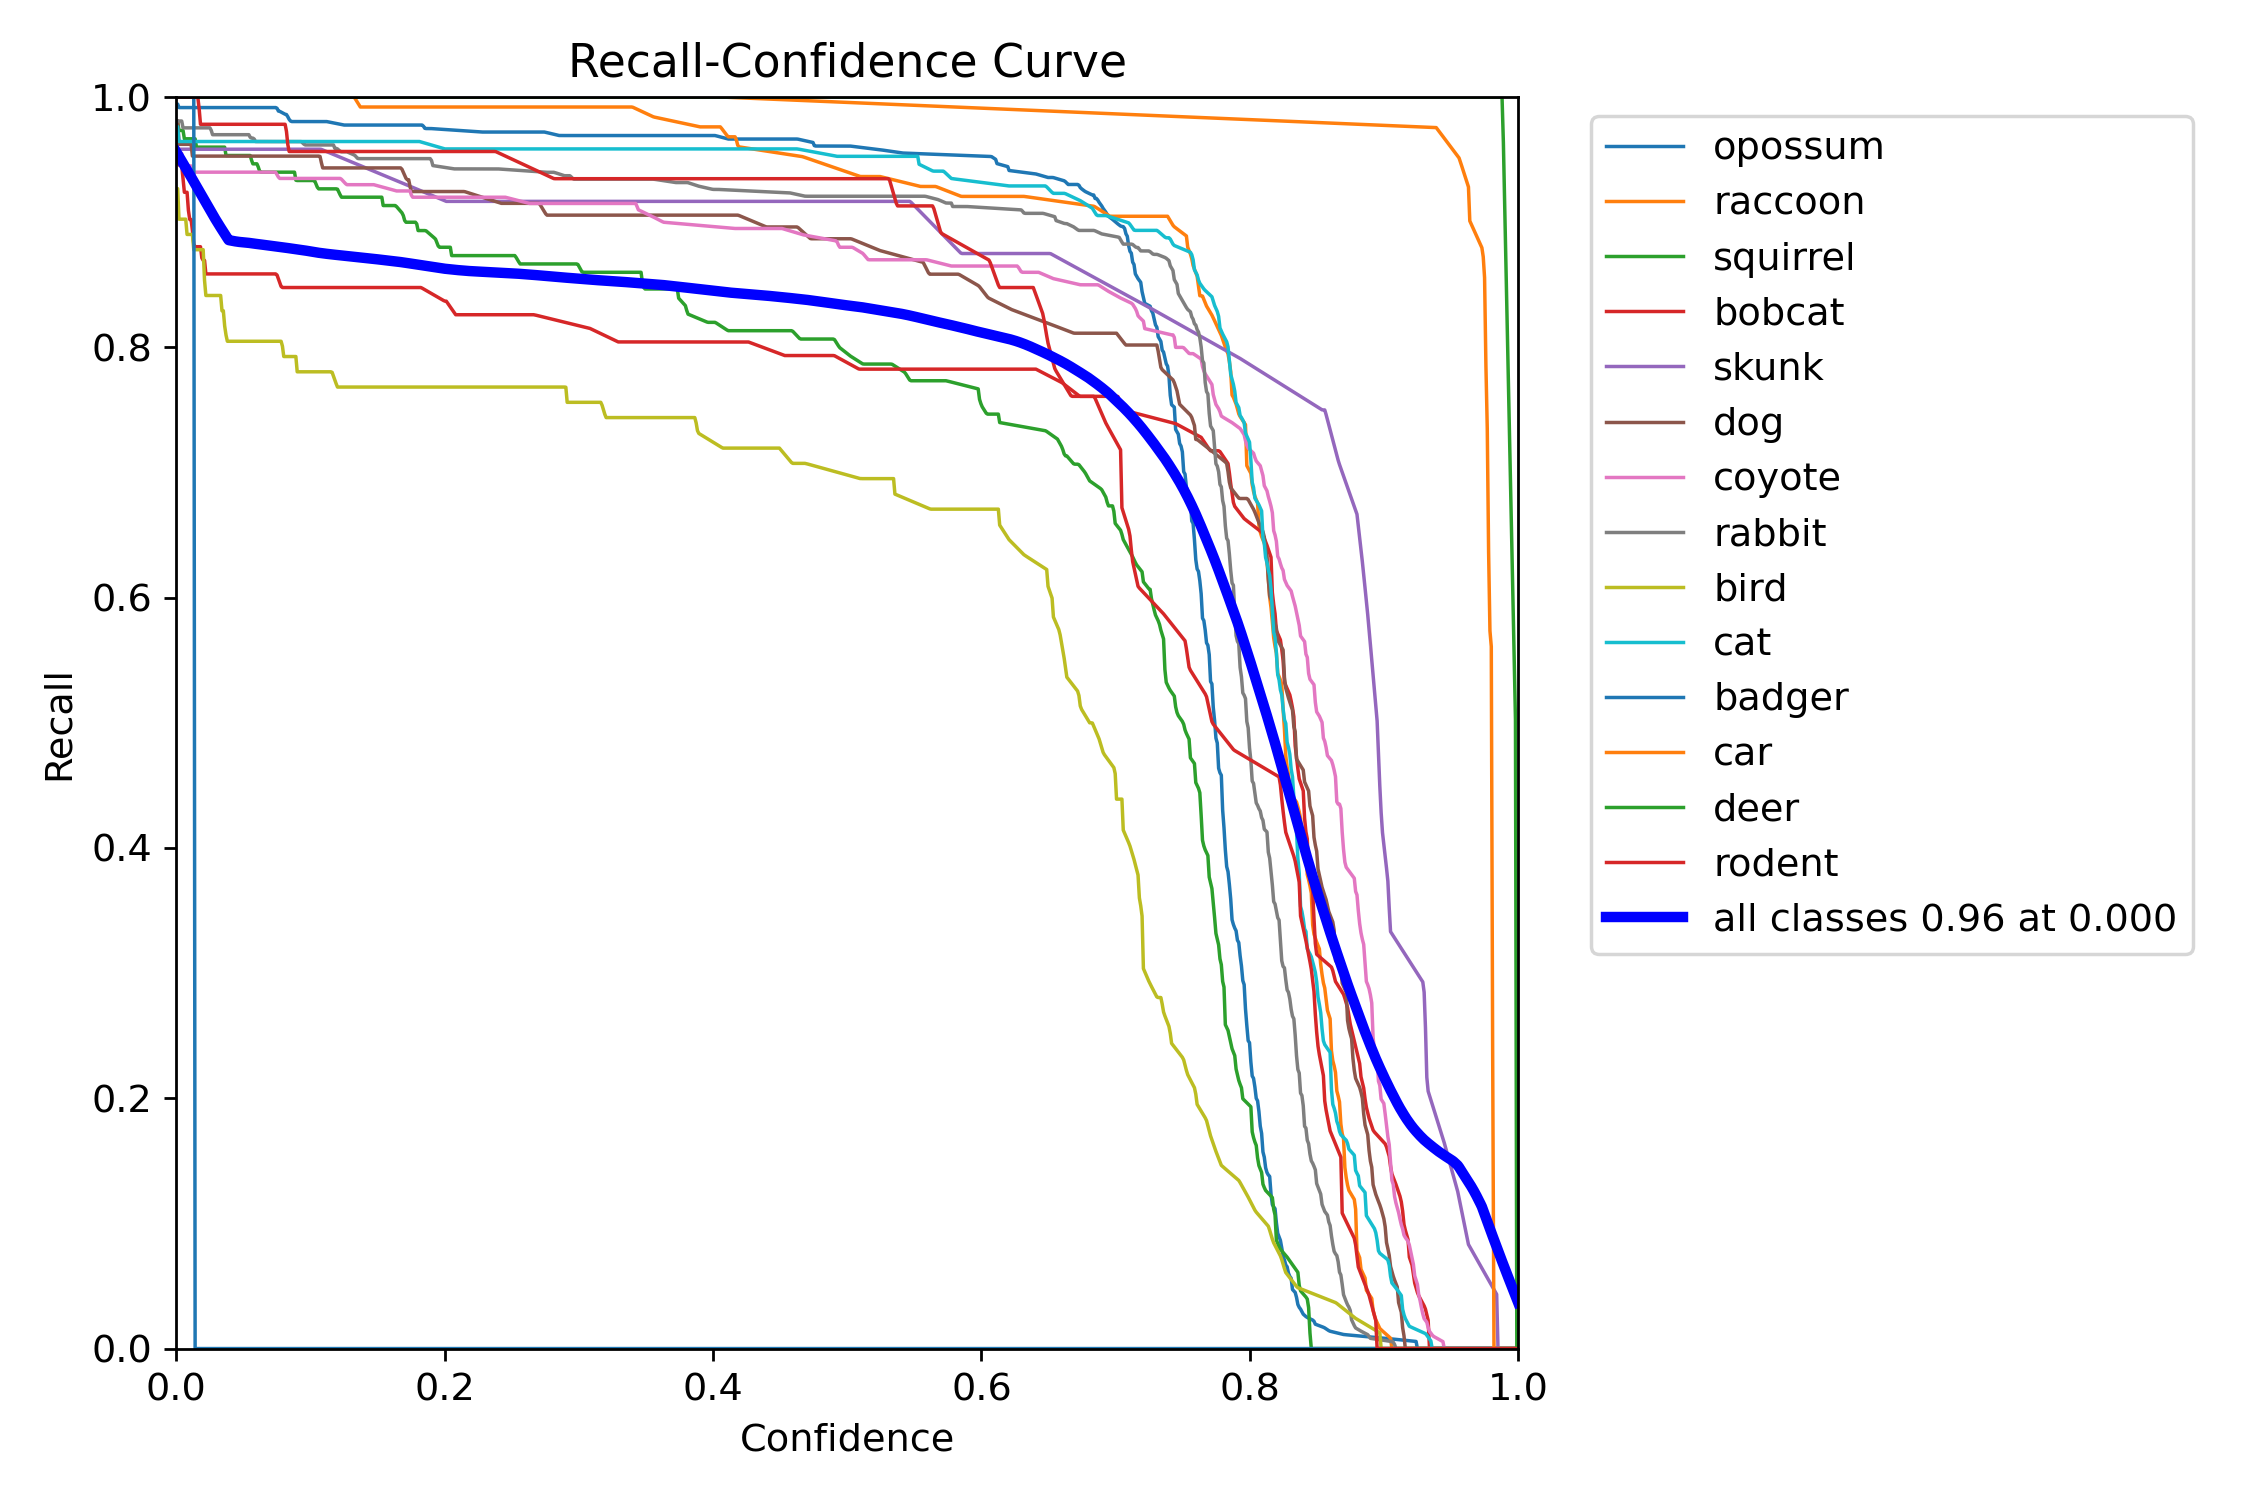 Recall-Confidence Curve
1.0
0.8
0.6
0.4
0.2
0.0
Recall
0.0 0.2 0.4 0.6 0.8 1.0
Confidence
opossum
raccoon
squirrel
bobcat
skunk
dog
coyote
rabbit
bird
cat
badger
car
deer
rodent
all classes 0.96 at 0.000